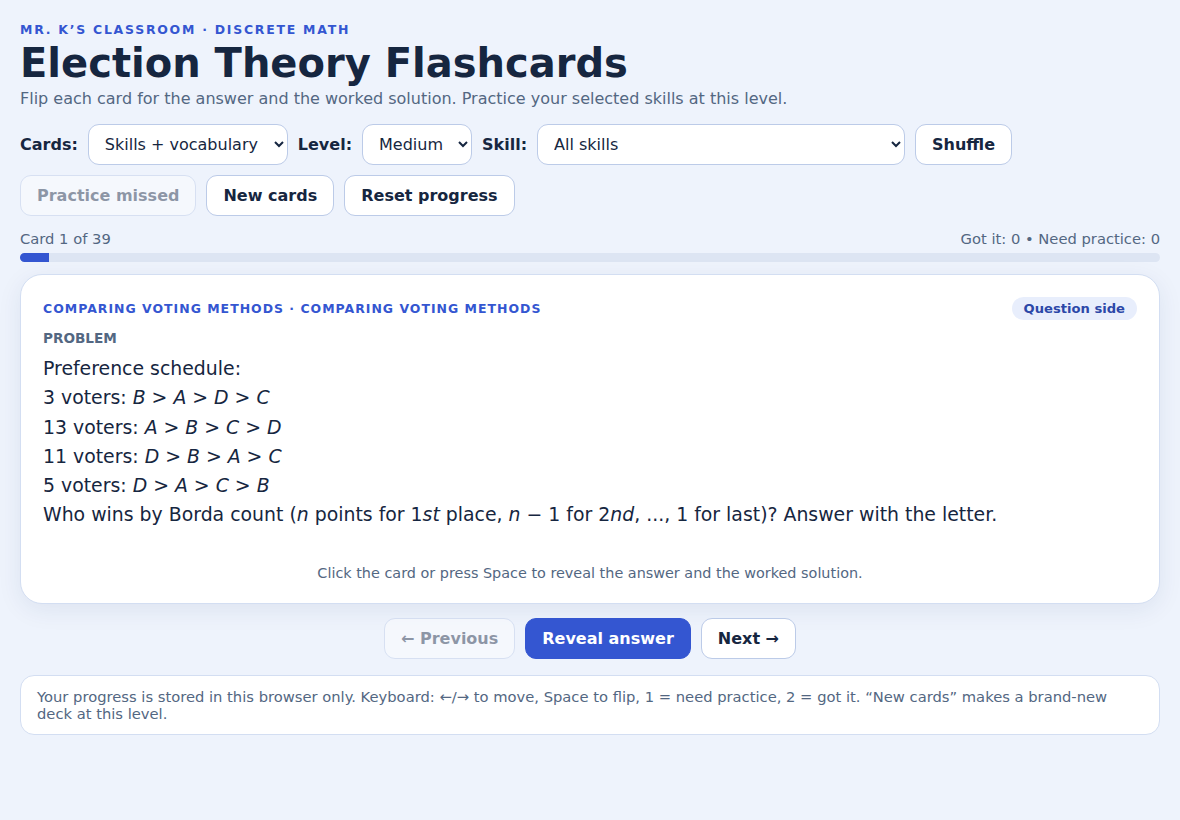 MR. K’S CLASSROOM · DISCRETE MATH
Election Theory Flashcards
Flip each card for the answer and the worked solution. Practice your selected skills at this level.
Cards: Skills + vocabulary Level: Medium Skill: All skills Shuffle
Practice missed New cards Reset progress
Card 1 of 39 Got it: 0 • Need practice: 0
COMPARING VOTING METHODS · COMPARING VOTING METHODS Question side
PROBLEM
Preference schedule:
3 voters: B > A > D > C
13 voters: A > B > C > D
11 voters: D > B > A > C
5 voters: D > A > C > B
Who wins by Borda count (n points for 1st place, n − 1 for 2nd, ..., 1 for last)? Answer with the letter.
Click the card or press Space to reveal the answer and the worked solution.
← Previous Reveal answer Next →
Your progress is stored in this browser only. Keyboard: ←/→ to move, Space to flip, 1 = need practice, 2 = got it. “New cards” makes a brand-new
deck at this level.